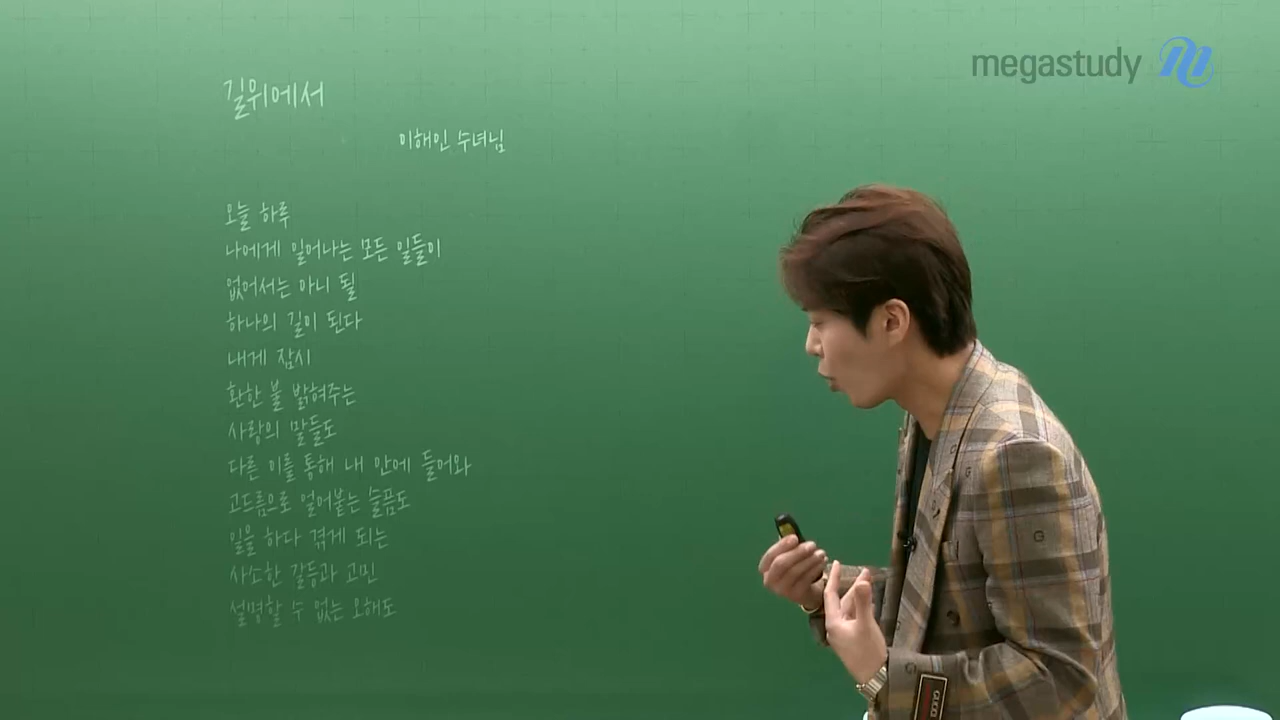 megastudy
길위에서
이해인 수녀님
오늘 하루
나에게 일어나는 모든 일들이
없어서는 아니 될
하나의 길이 된다
내게 잠시
환한 불 밝혀주는
사랑의 말들도
다른 이를 통해 내 안에 들어와
고드름으로 얼어붙는 슬픔도
일을 하다 겪게 되는
사소한 갈등과 고민
설명할 수 없는 오해도
G
G
G
GUCCI